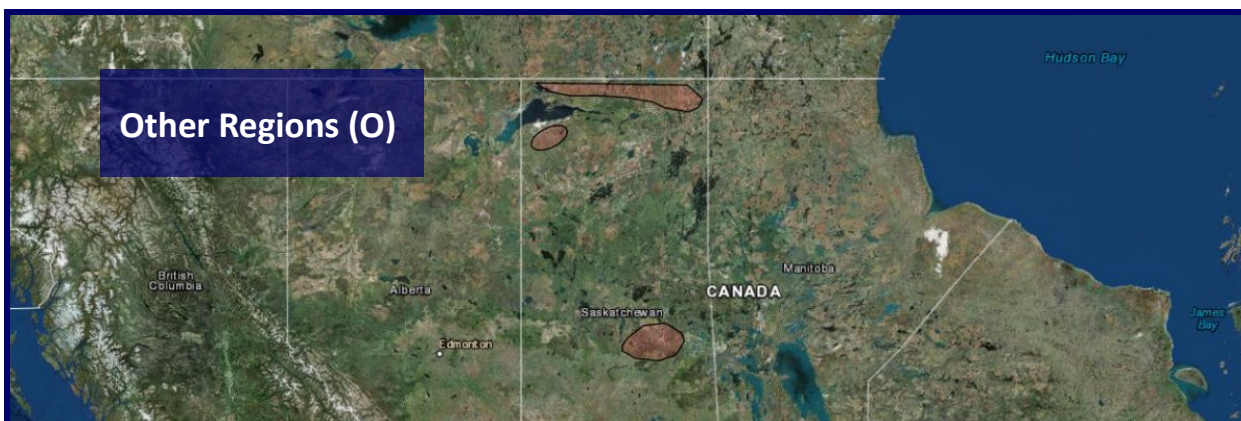 Hudson Bay
Other Regions (O)
British
Columbia
Alberta
Manitoba
CANADA
Saskatchewan
James
Bay
Edmonton